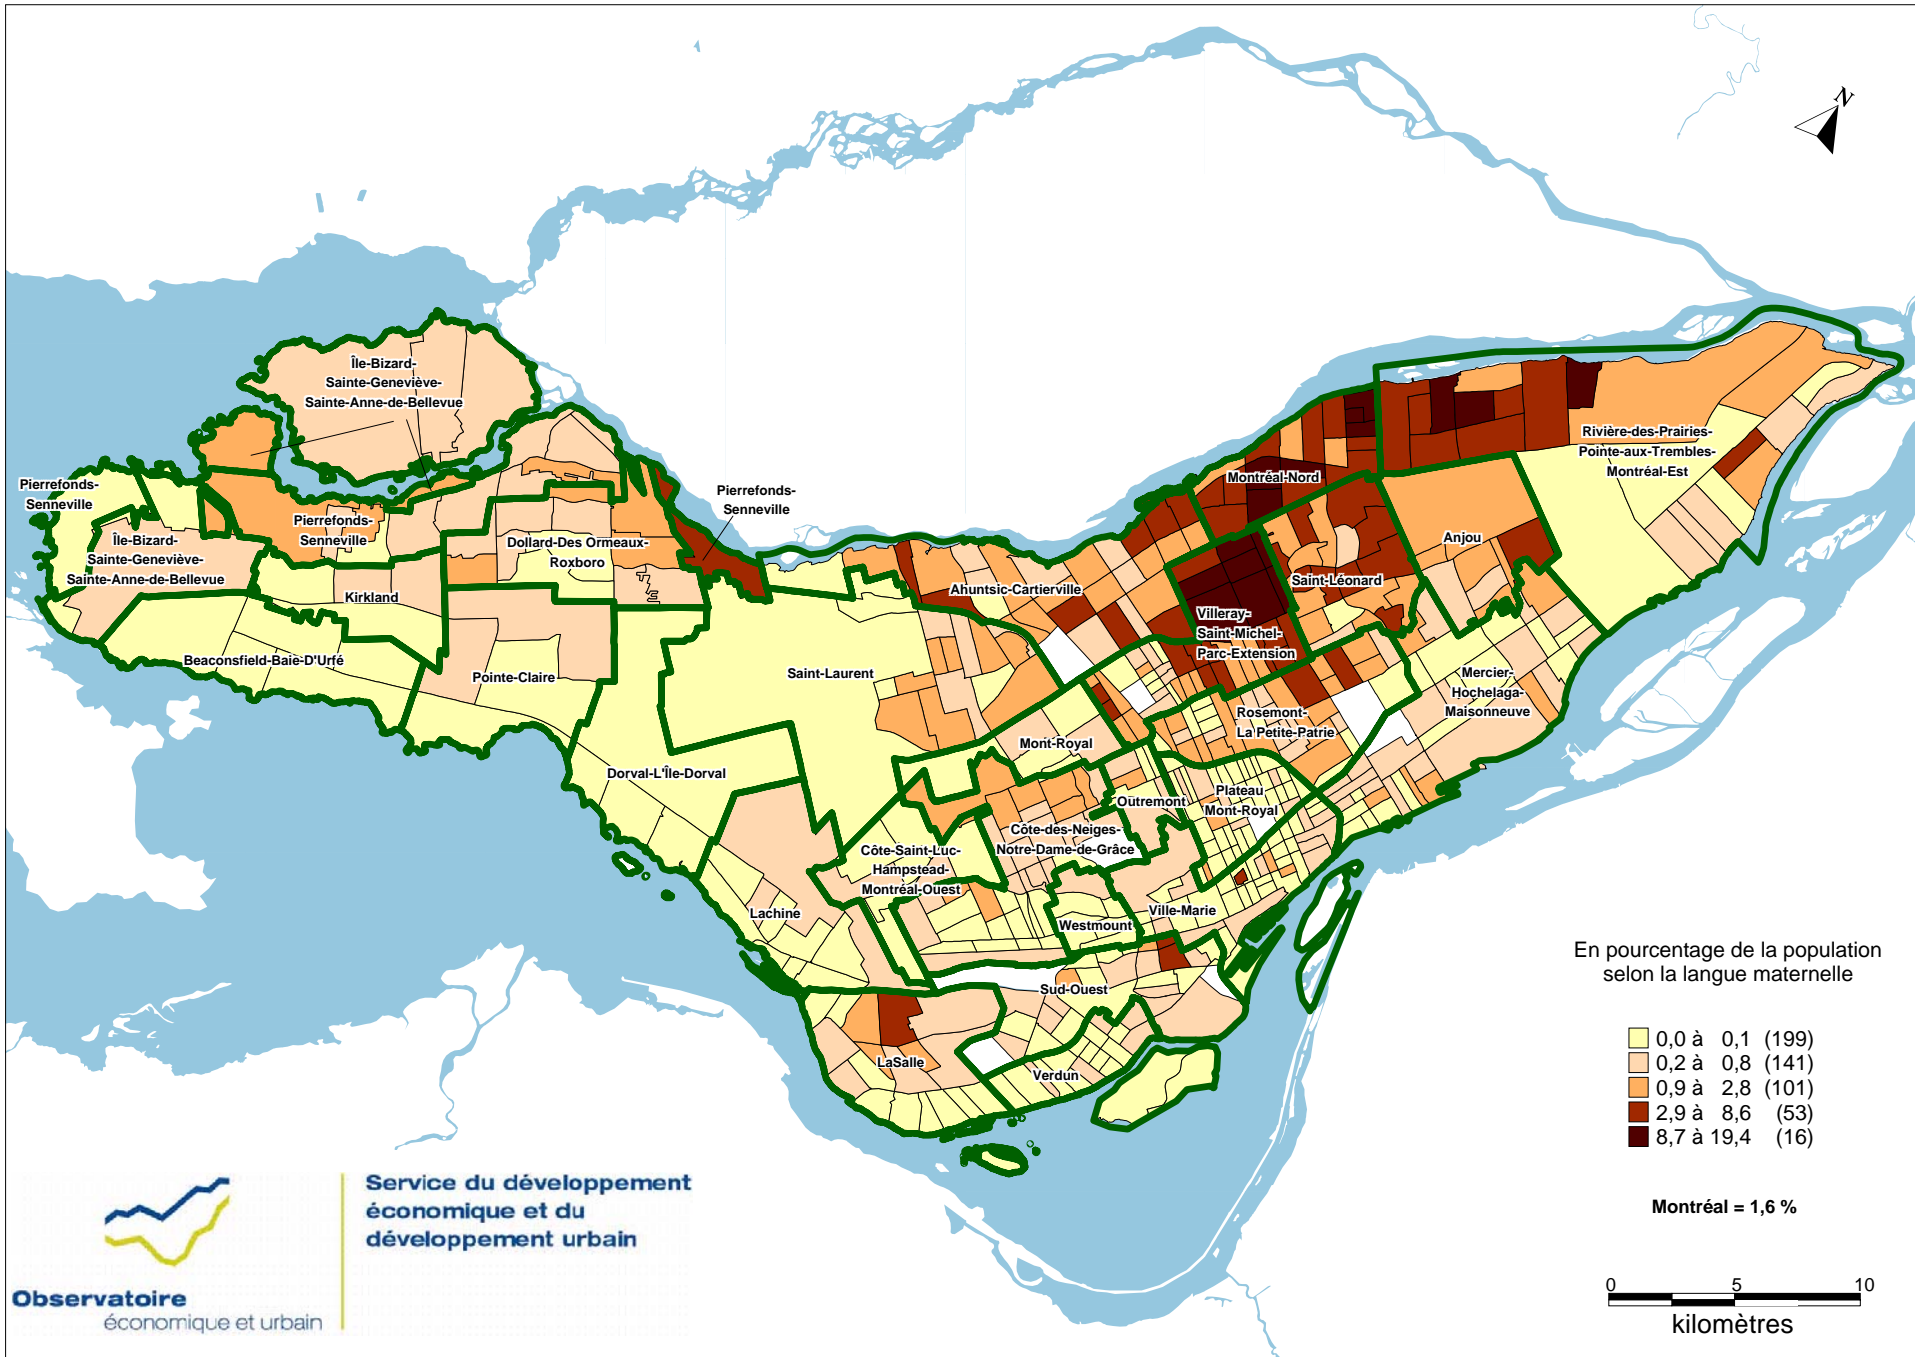 N
Île-Bizard-
Sainte-Geneviève-
Sainte-Anne-de-Bellevue
Pierrefonds-
Senneville
Île-Bizard-
Sainte-Geneviève-
Sainte-Anne-de-Bellevue
Pierrefonds-
Senneville
Pierrefonds-
Senneville
Dollard-Des Ormeaux-
Roxboro
Kirkland
Beaconsfield-Baie-D'Urfé
Pointe-Claire
Saint-Laurent
Dorval-L'Île-Dorval
Ahuntsic-Cartierville
Montréal-Nord
Rivière-des-Prairies-
Pointe-aux-Trembles-
Montréal-Est
Anjou
Saint-Léonard
Villeray-
Saint-Michel-
Parc-Extension
Mercier-
Hochelaga-
Maisonneuve
Rosemont-
La Petite-Patrie
Mont-Royal
Outremont
Plateau
Mont-Royal
Côte-des-Neiges-
Notre-Dame-de-Grâce
Côte-Saint-Luc-
Hampstead-
Montréal-Ouest
Lachine
Westmount
Ville-Marie
Sud-Ouest
LaSalle
Verdun
En pourcentage de la population
selon la langue maternelle
0,0 à 0,1 (199)
0,2 à 0,8 (141)
0,9 à 2,8 (101)
2,9 à 8,6 (53)
8,7 à 19,4 (16)
Montréal = 1,6 %
0 5 10
kilomètres
Service du développement
économique et du
développement urbain
Observatoire
économique et urbain